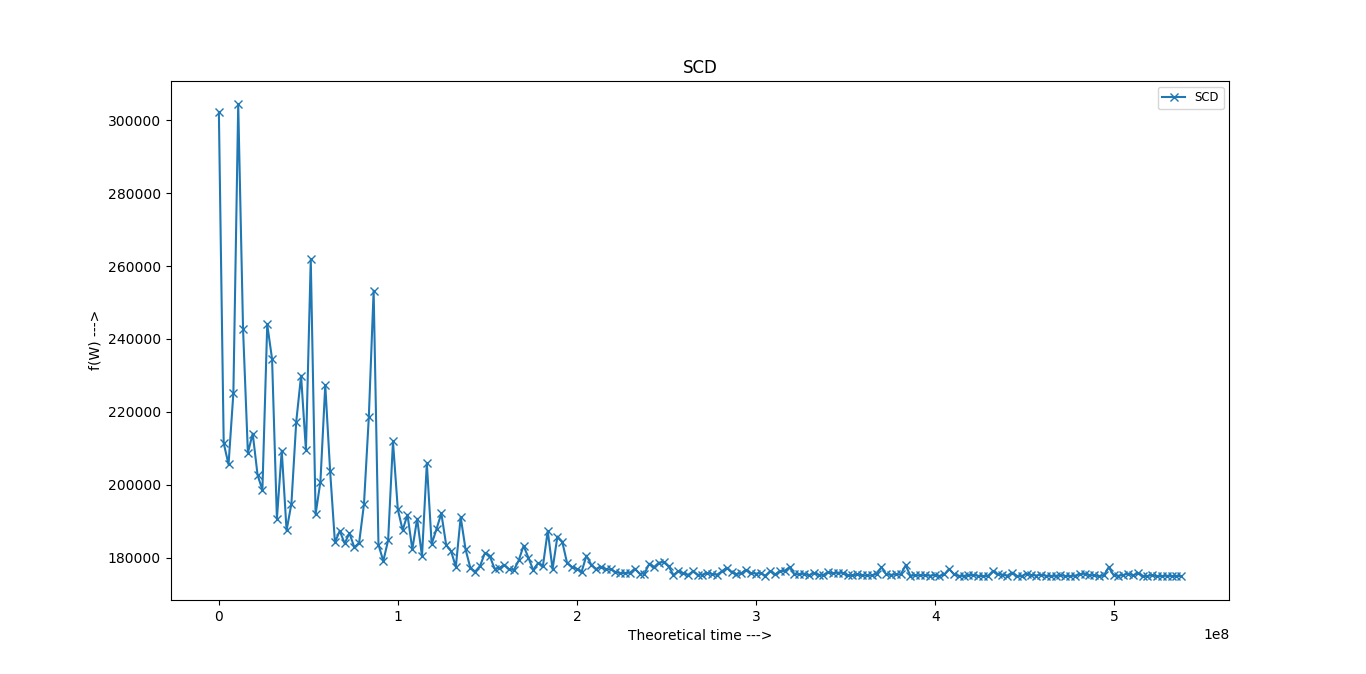 SCD
SCD
300000
280000
260000
240000
220000
200000
180000
f(W) --->
0 1 2 3 4 5
1e8
Theoretical time --->